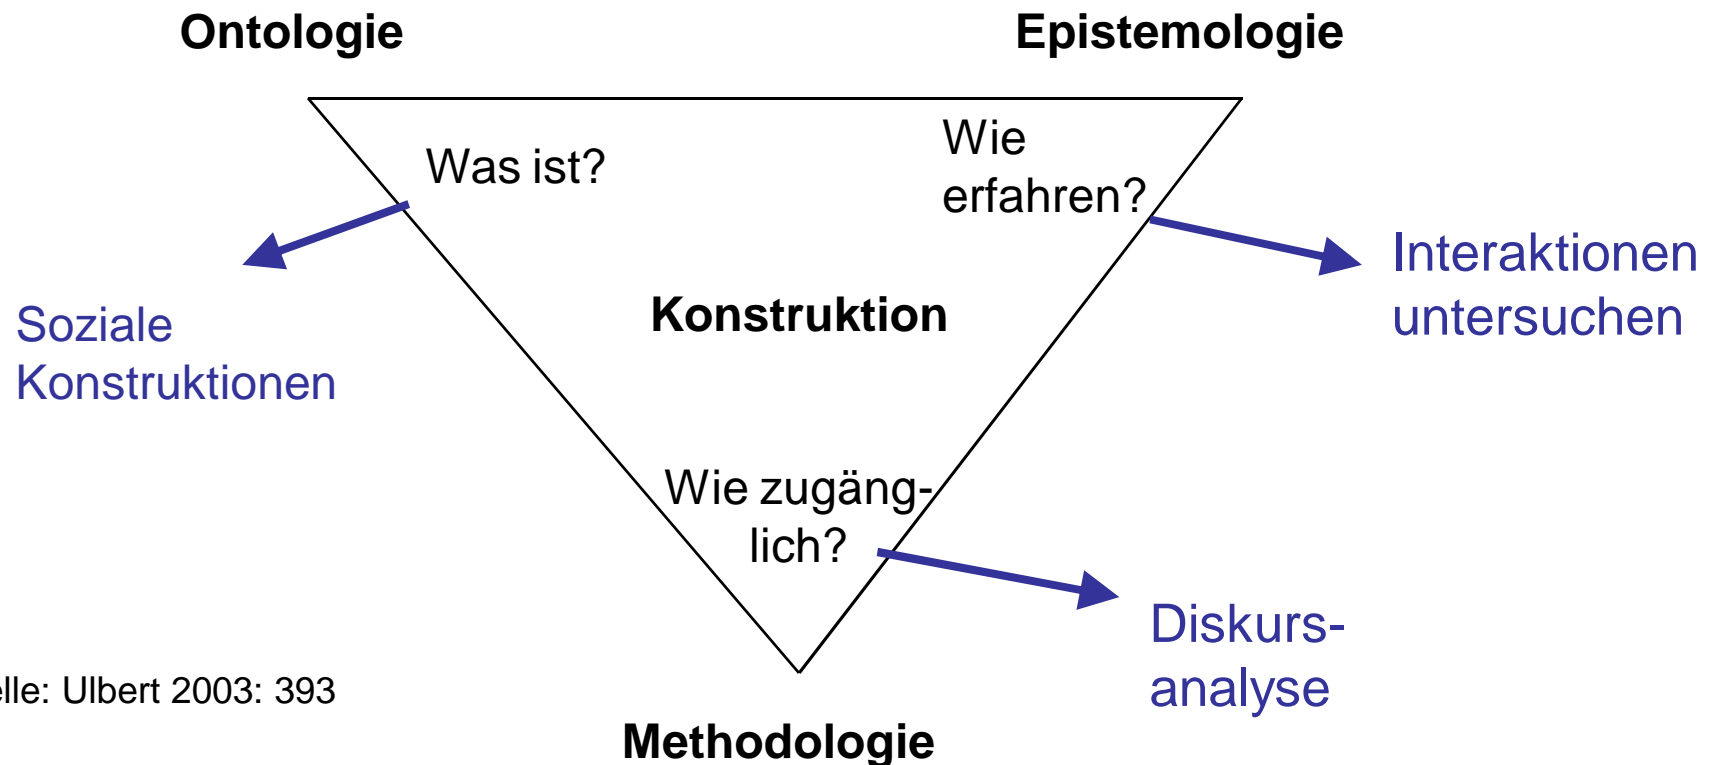 Ontologie
Epistemologie
Was ist?
Wie
erfahren?
Interaktionen
untersuchen
Soziale
Konstruktionen
Konstruktion
Wie zugäng-
lich?
Diskurs-
analyse
elle: Ulbert 2003: 393
Methodologie